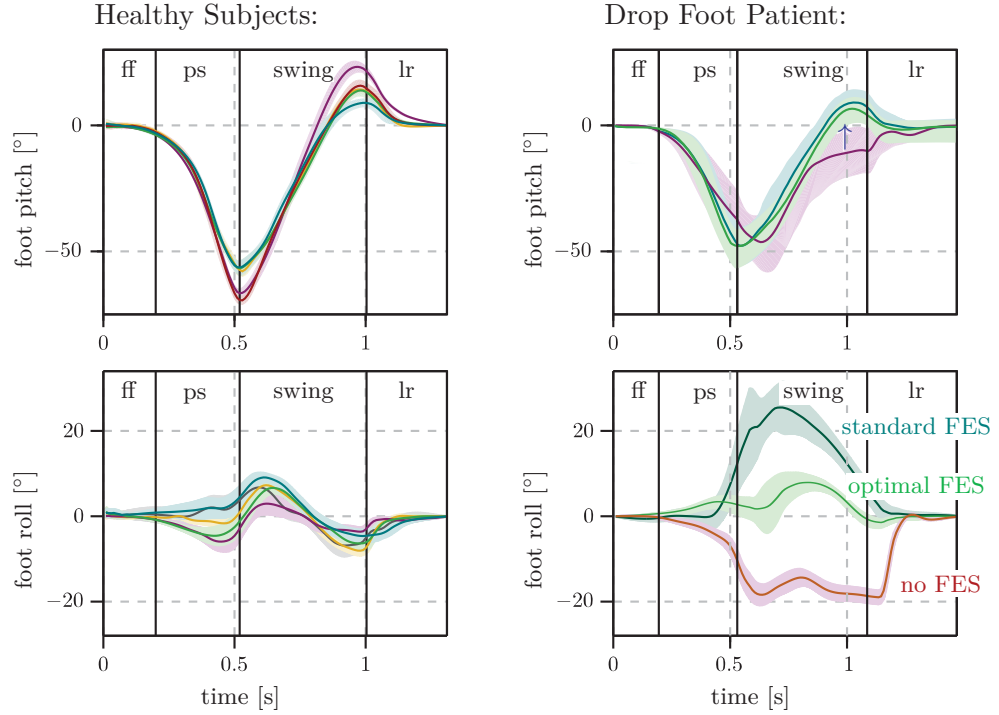 Healthy Subjects:
Drop Foot Patient:
ff ps swing lr
ff ps swing lr
0
−50
foot pitch [°]
0 0.5 1
0
−50
foot pitch [°]
0 0.5 1
ff ps swing lr
ff ps swing lr
20
0
−20
foot roll [°]
0 0.5 1
time [s]
20
0
−20
foot roll [°]
standard FES
optimal FES
no FES
0 0.5 1
time [s]